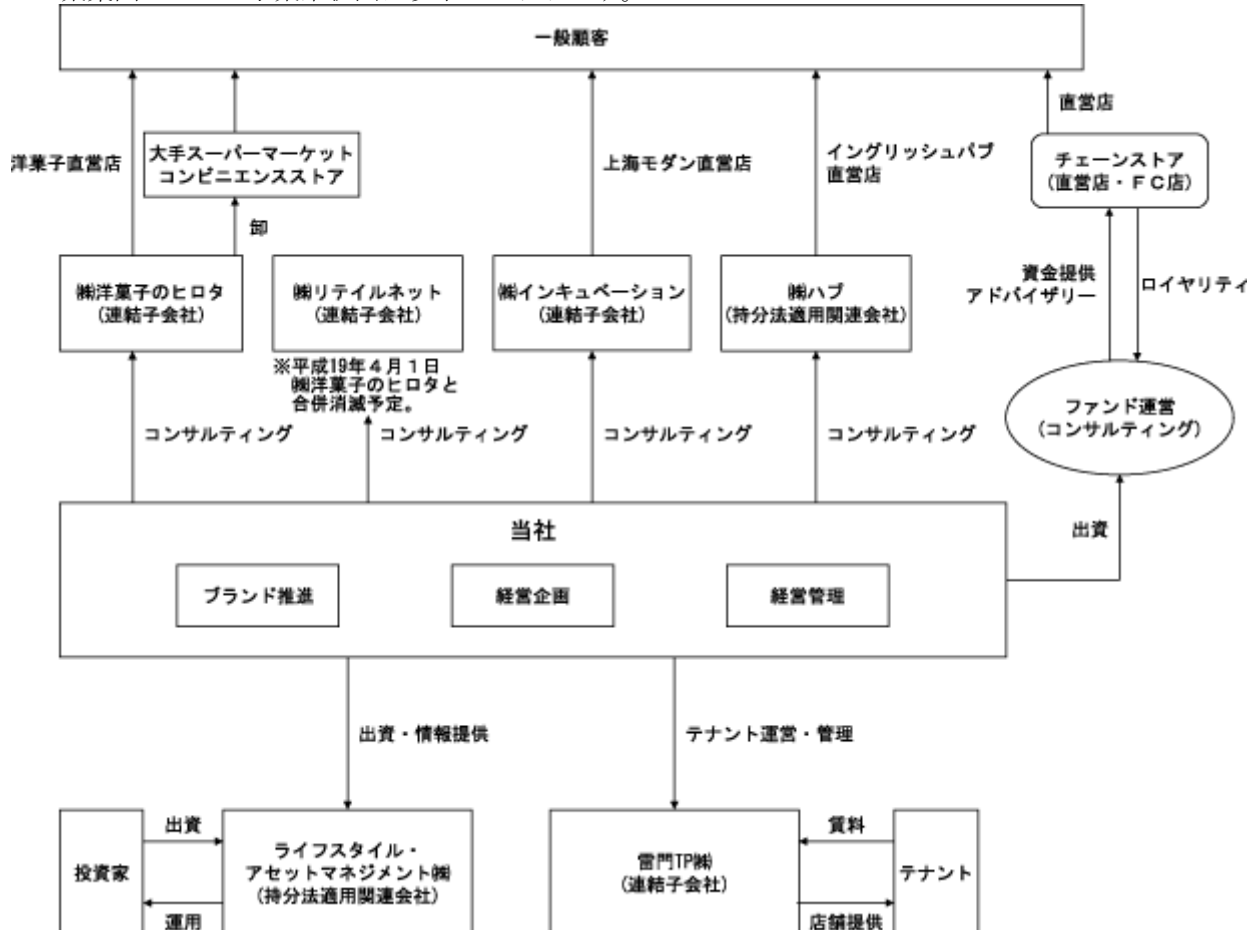 一般顧客
直営店
洋菓子直営店
大手スーパーマーケット
コンビニエンスストア
上海モダン直営店
イングリッシュパブ
直営店
チェーンストア
(直営店・FC店)
卸
㈱洋菓子のヒロタ
(連結子会社)
㈱リテイルネット
(連結子会社)
㈱インキュベーション
(連結子会社)
㈱ハブ
(持分法適用関連会社)
資金提供
アドバイザリー
ロイヤリティ
※平成19年4月1日
㈱洋菓子のヒロタと
合併消滅予定。
ファンド運営
(コンサルティング)
コンサルティング
コンサルティング
コンサルティング
コンサルティング
出資
当社
ブランド推進
経営企画
経営管理
出資・情報提供
テナント運営・管理
投資家
出資
運用
ライフスタイル・
アセットマネジメント㈱
(持分法適用関連会社)
雷門TP㈱
(連結子会社)
賃料
店舗提供
テナント